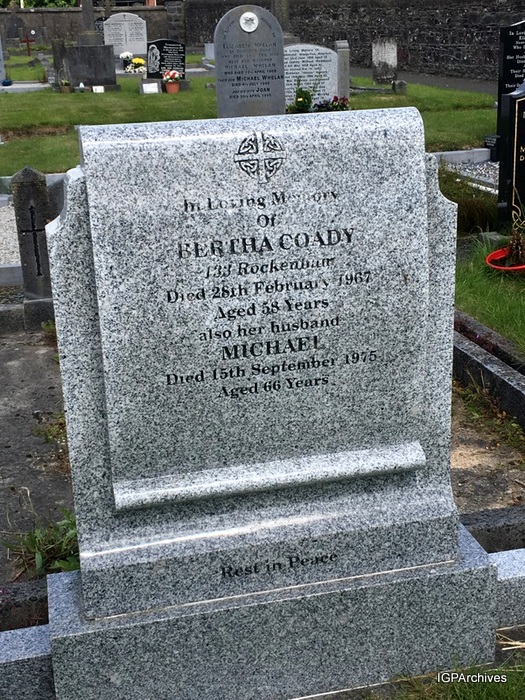 In Loving Memory
Of
BERTHA COADY
133 Rockenham
Died 28th February 1967
Aged 58 Years
also her husband
MICHAEL
Died 15th September 1975
Aged 66 Years
Rest in Peace
IGPArchives